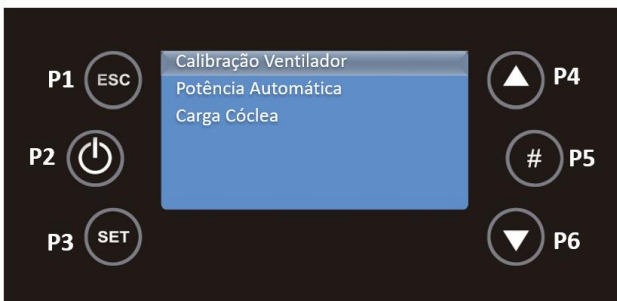 Calibração Ventilador
P1 ESC P4
Potência Automática
Carga Cóclea
P2 # P5
P3 SET P6